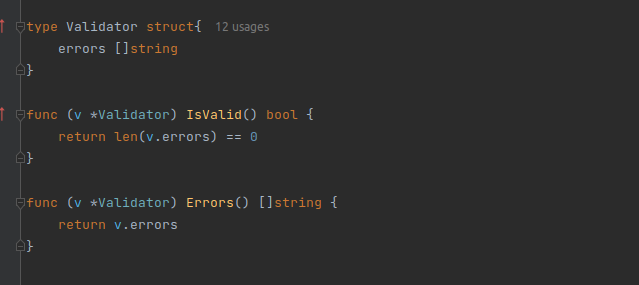 type Validator struct{ 12 usages
    errors []string
}
func (v *Validator) IsValid() bool {
    return len(v.errors) == 0
}
func (v *Validator) Errors() []string {
    return v.errors
}